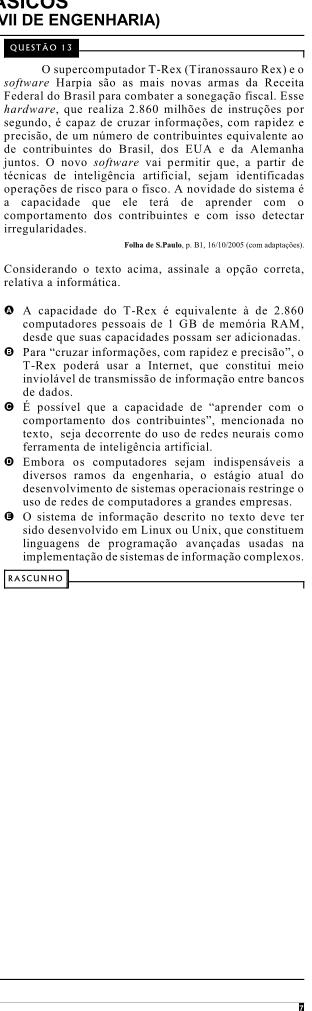 ÁSICOS
(VII DE ENGENHARIA)
QUESTÃO 13
O supercomputador T-Rex (Tiranossauro Rex) e o
software Harpia são as mais novas armas da Receita
Federal do Brasil para combater a sonegação fiscal. Esse
hardware, que realiza 2.860 milhões de instruções por
segundo, é capaz de cruzar informações, com rapidez e
precisão, de um número de contribuintes equivalente ao
de contribuintes do Brasil, dos EUA e da Alemanha
juntos. O novo software vai permitir que, a partir de
técnicas de inteligência artificial, sejam identificadas
operações de risco para o fisco. A novidade do sistema é
a capacidade que ele terá de aprender com o
comportamento dos contribuintes e com isso detectar
irregularidades.
Folha de S.Paulo, p. B1, 16/10/2005 (com adaptações).
Considerando o texto acima, assinale a opção correta,
relativa a informática.
A A capacidade do T-Rex é equivalente à de 2.860
computadores pessoais de 1 GB de memória RAM,
desde que suas capacidades possam ser adicionadas.
B Para “cruzar informações, com rapidez e precisão”, o
T-Rex poderá usar a Internet, que constitui meio
inviolável de transmissão de informação entre bancos
de dados.
C É possível que a capacidade de “aprender com o
comportamento dos contribuintes”, mencionada no
texto, seja decorrente do uso de redes neurais como
ferramenta de inteligência artificial.
D Embora os computadores sejam indispensáveis a
diversos ramos da engenharia, o estágio atual do
desenvolvimento de sistemas operacionais restringe o
uso de redes de computadores a grandes empresas.
E O sistema de informação descrito no texto deve ter
sido desenvolvido em Linux ou Unix, que constituem
linguagens de programação avançadas usadas na
implementação de sistemas de informação complexos.
RASCUNHO
7